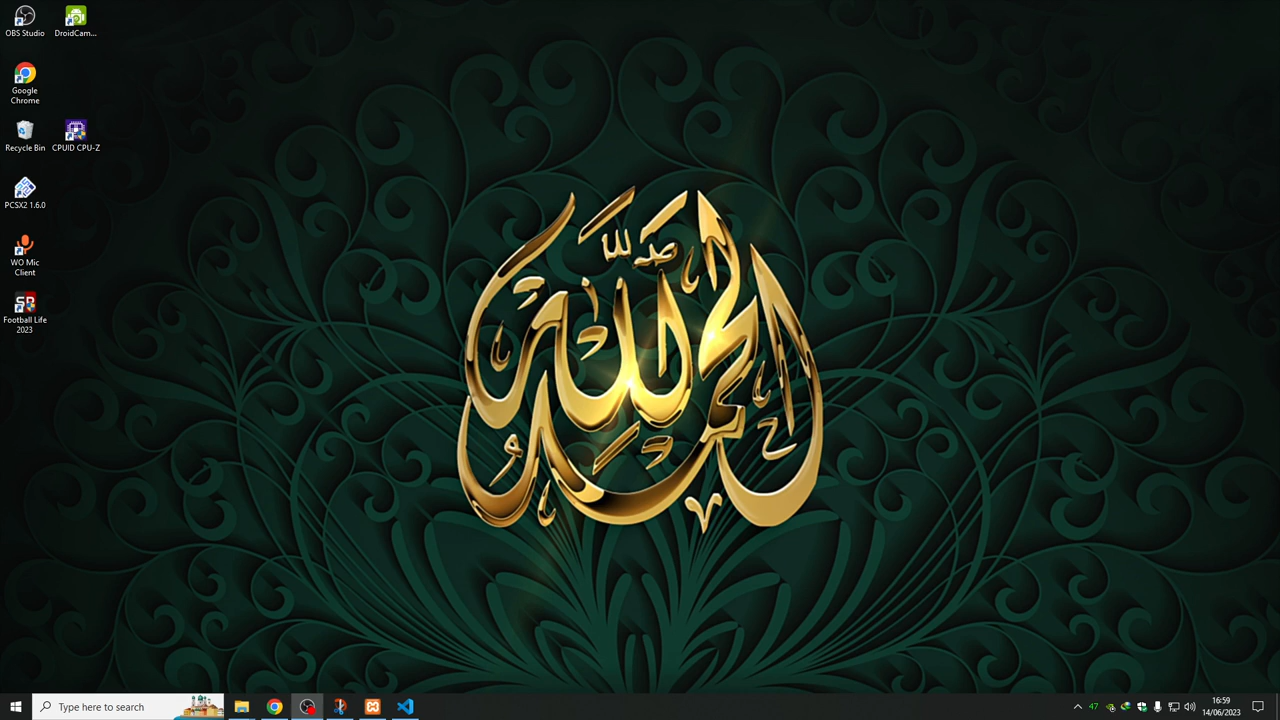 OBS Studio
DroidCam...
Google
Chrome
Recycle Bin
CPUID CPU-Z
PCSX2 1.6.0
WO Mic
Client
Football Life
2023
الحمد لله
Type here to search
47
16:59
14/06/2023